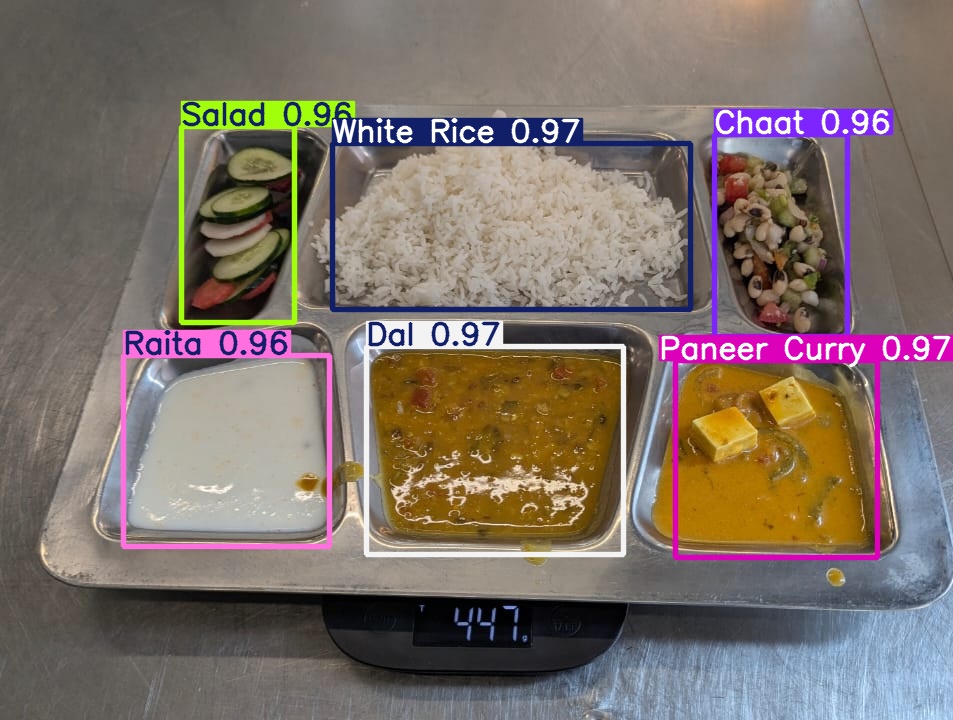 Salad 0.96
White Rice 0.97
Chaat 0.96
Raita 0.96
Dal 0.97
Paneer Curry 0.97
T 447 g